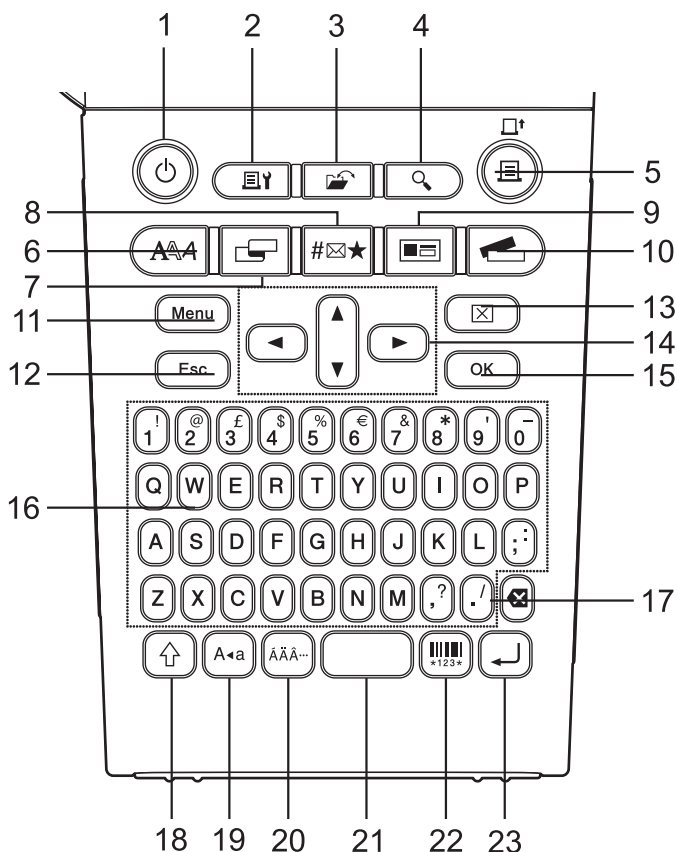 1 2 3 4
5
8 9
6 AAA #✉★ 10
7
11 Menu 13
14
12 Esc OK 15
! @ £ $ % € & * ' –
1 2 3 4 5 6 7 8 9 0
16 Q W E R T Y U I O P
A S D F G H J K L ; :
Z X C V B N M , ? . / 17
A◂a ÁÄÂ··· *123*
18 19 20 21 22 23